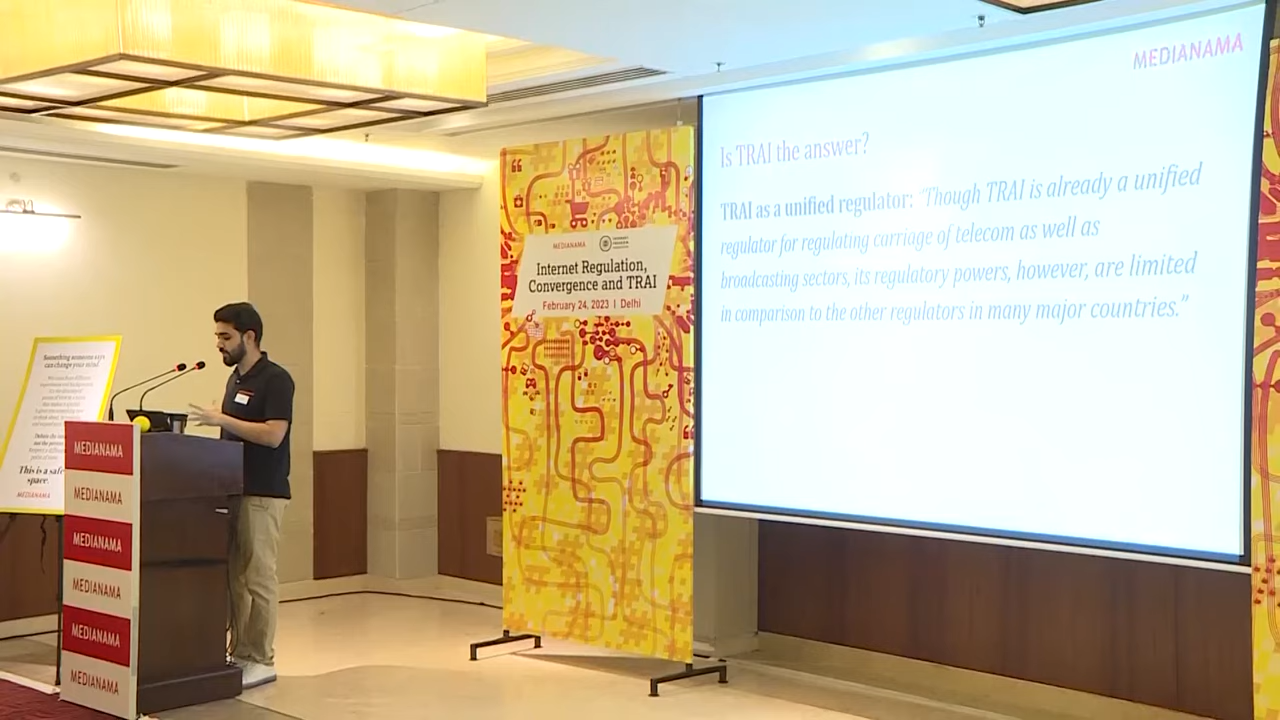 MEDIANAMA
Is TRAI the answer?
TRAI as a unified regulator: “Though TRAI is already a unified
regulator for regulating carriage of telecom as well as
broadcasting sectors, its regulatory powers, however, are limited
in comparison to the other regulators in many major countries.”
MEDIANAMA
Internet Regulation,
Convergence and TRAI
February 24, 2023 | Delhi
Something someone says
can change your mind.
This is a safe
space.
MEDIANAMA
MEDIANAMA
MEDIANAMA
MEDIANAMA
MEDIANAMA
MEDIANAMA
MEDIANAMA